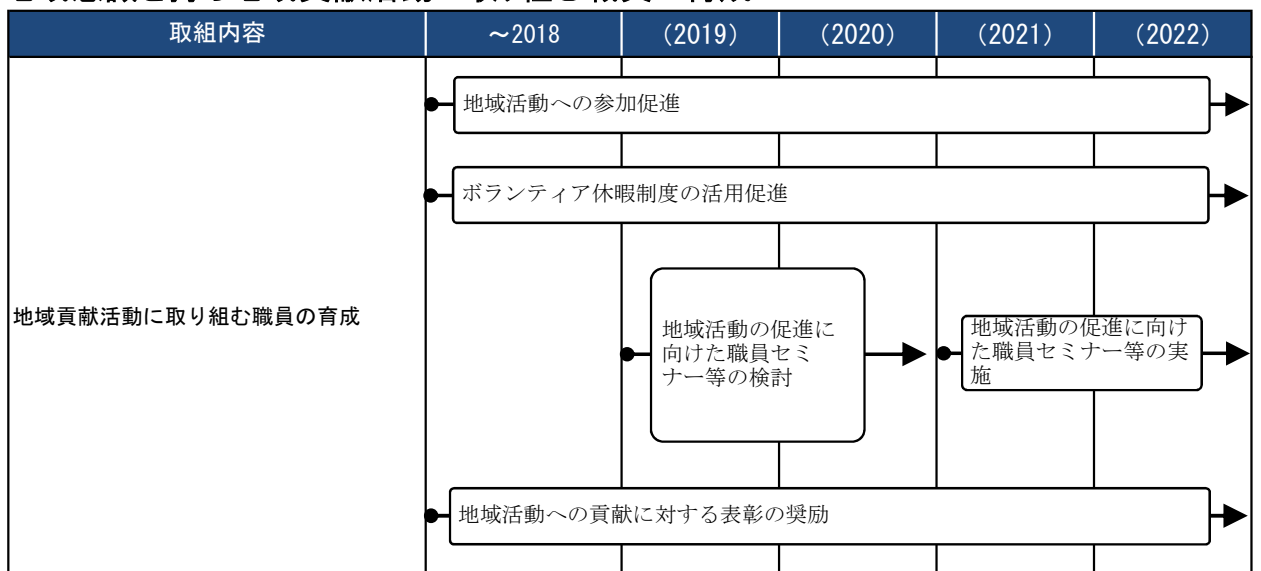 取組内容
～2018
（2019）
（2020）
（2021）
（2022）
地域活動への参加促進
ボランティア休暇制度の活用促進
地域貢献活動に取り組む職員の育成
地域活動の促進に
向けた職員セミ
ナー等の検討
地域活動の促進に向け
た職員セミナー等の実
施
地域活動への貢献に対する表彰の奨励